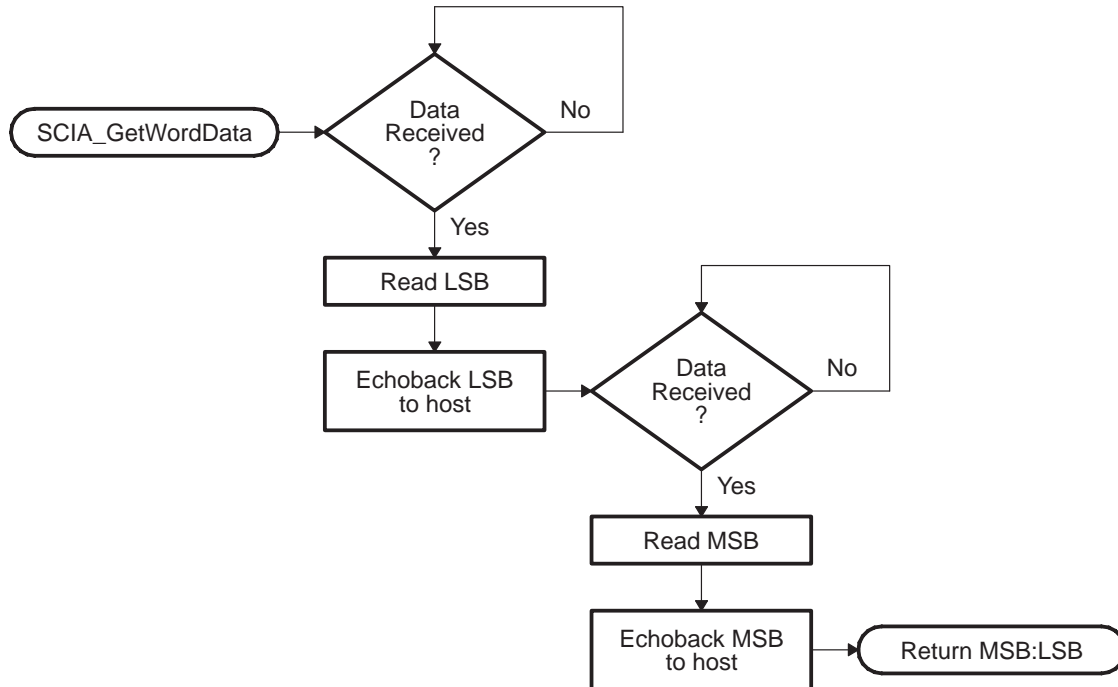 SCIA_GetWordData
Data
Received
?
No
Yes
Read LSB
Echoback LSB
to host
Data
Received
?
No
Yes
Read MSB
Echoback MSB
to host
Return MSB:LSB